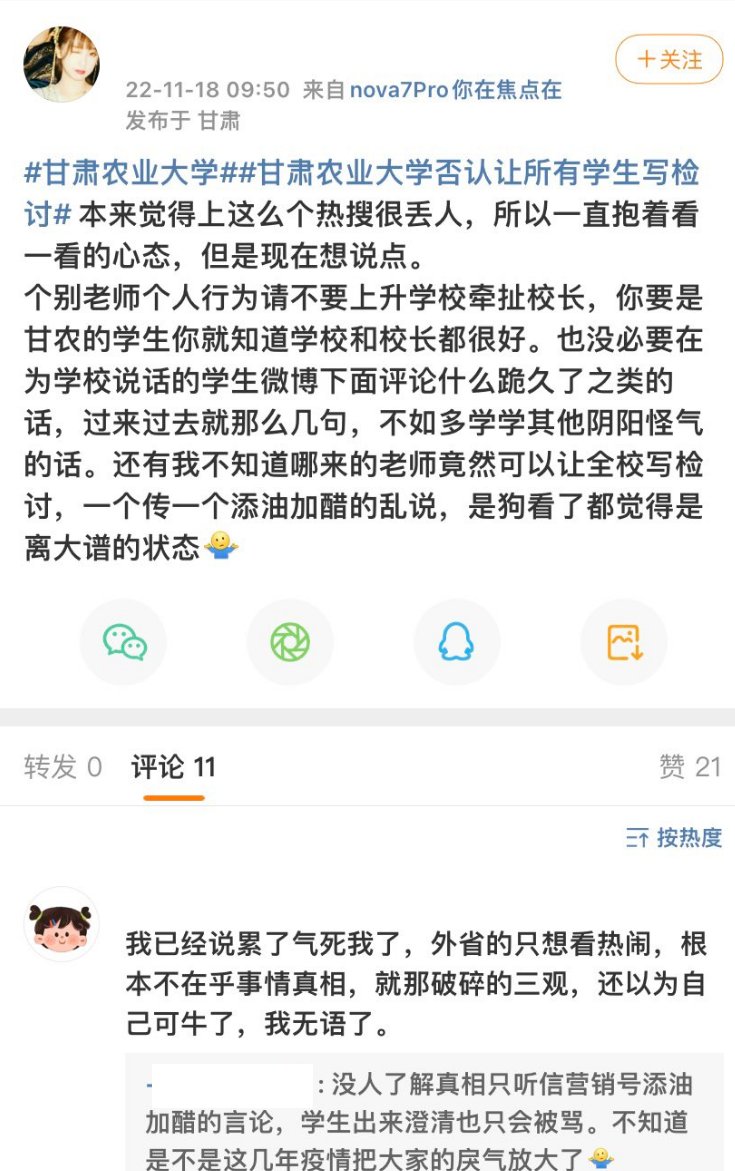 十关注
22-11-18 09:50 来自 nova7Pro你在焦点在
发布于 甘肃
#甘肃农业大学##甘肃农业大学否认让所有学生写检
讨# 本来觉得上这么个热搜很丢人，所以一直抱着看
一看的心态，但是现在想说点。
个别老师个人行为请不要上升学校牵扯校长，你要是
甘农的学生你就知道学校和校长都很好。也没必要在
为学校说话的学生微博下面评论什么跪久了之类的
话，过来过去就那么几句，不如多学学其他阴阳怪气
的话。还有我不知道哪来的老师竟然可以让全校写检
讨，一个传一个添油加醋的乱说，是狗看了都觉得是
离大谱的状态🤷
转发 0 评论 11 赞 21
按热度
我已经说累了气死我了，外省的只想看热闹，根
本不在乎事情真相，就那破碎的三观，还以为自
己可牛了，我无语了。
: 没人了解真相只听信营销号添油
加醋的言论，学生出来澄清也只会被骂。不知道
是不是这几年疫情把大家的戾气放大了🤷